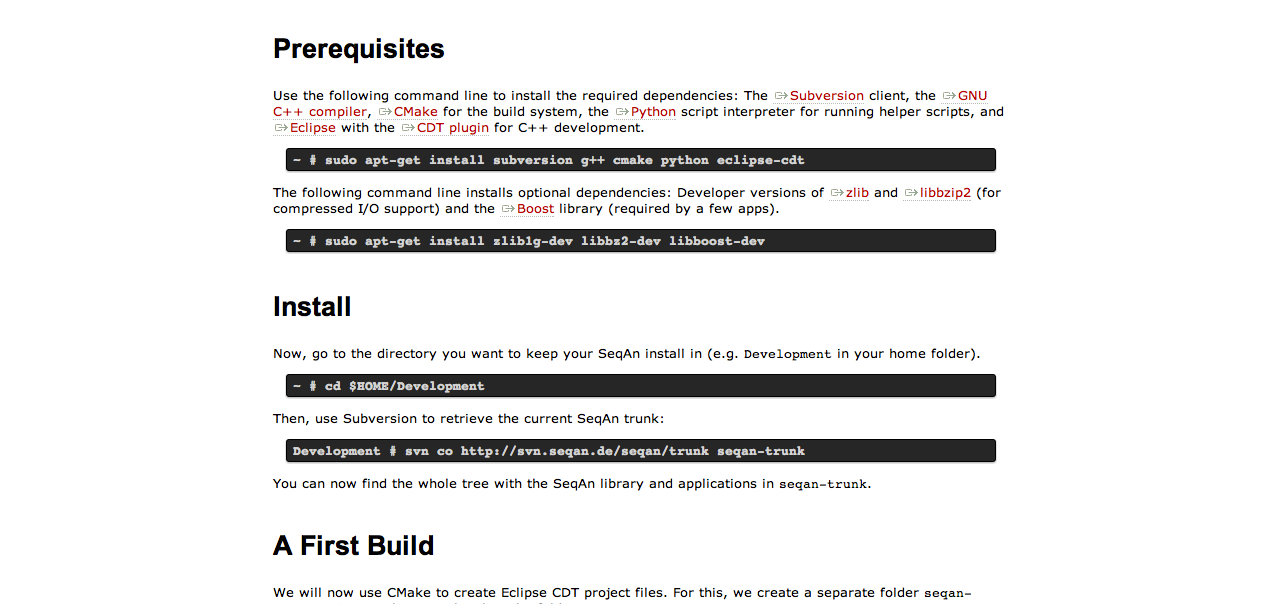 Prerequisites
Use the following command line to install the required dependencies: The Subversion client, the GNU
C++ compiler, CMake for the build system, the Python script interpreter for running helper scripts, and
Eclipse with the CDT plugin for C++ development.
~ # sudo apt-get install subversion g++ cmake python eclipse-cdt
The following command line installs optional dependencies: Developer versions of zlib and libbzip2 (for
compressed I/O support) and the Boost library (required by a few apps).
~ # sudo apt-get install zlib1g-dev libbz2-dev libboost-dev
Install
Now, go to the directory you want to keep your SeqAn install in (e.g. Development in your home folder).
~ # cd $HOME/Development
Then, use Subversion to retrieve the current SeqAn trunk:
Development # svn co http://svn.seqan.de/seqan/trunk seqan-trunk
You can now find the whole tree with the SeqAn library and applications in seqan-trunk.
A First Build
We will now use CMake to create Eclipse CDT project files. For this, we create a separate folder seqan-